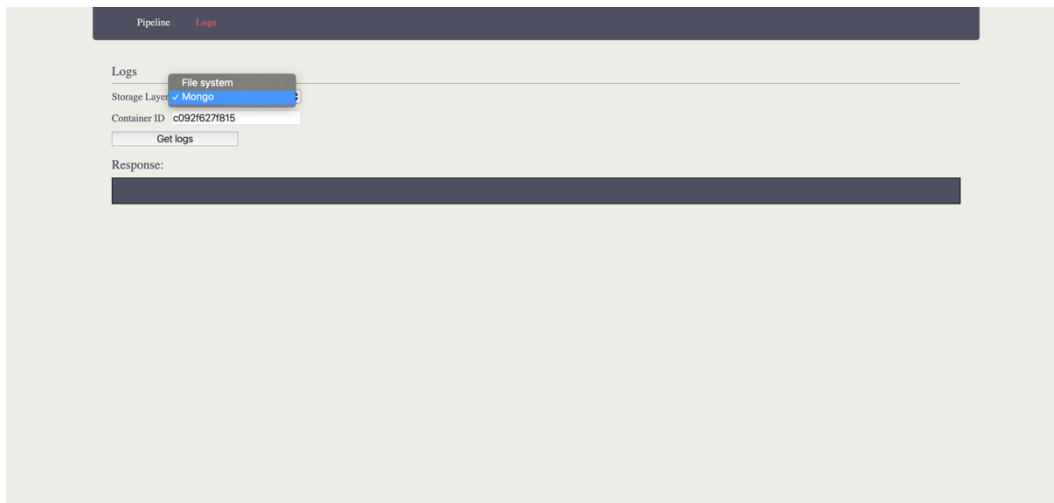 Pipeline Logs
Logs
File system
Storage Layer ✓ Mongo
Container ID c092f627f815
Get logs
Response: